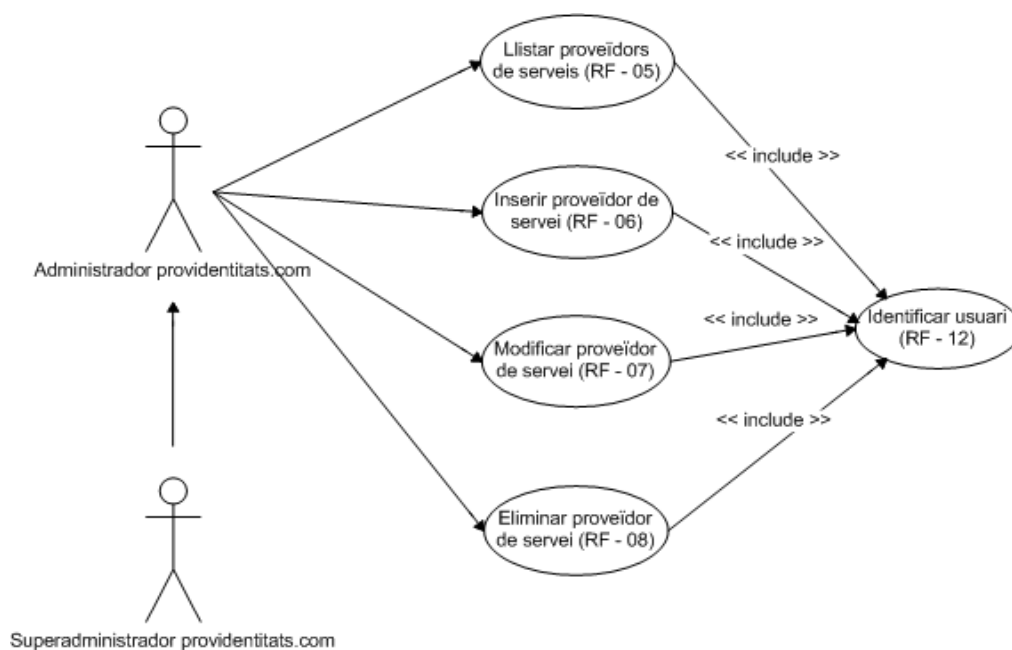 Llistar proveïdors
de serveis (RF - 05)
<< include >>
Inserir proveïdor de
servei (RF - 06)
<< include >>
Administrador providentitats.com
Identificar usuari
(RF - 12)
<< include >>
Modificar proveïdor
de servei (RF - 07)
<< include >>
Eliminar proveïdor
de servei (RF - 08)
Superadministrador providentitats.com